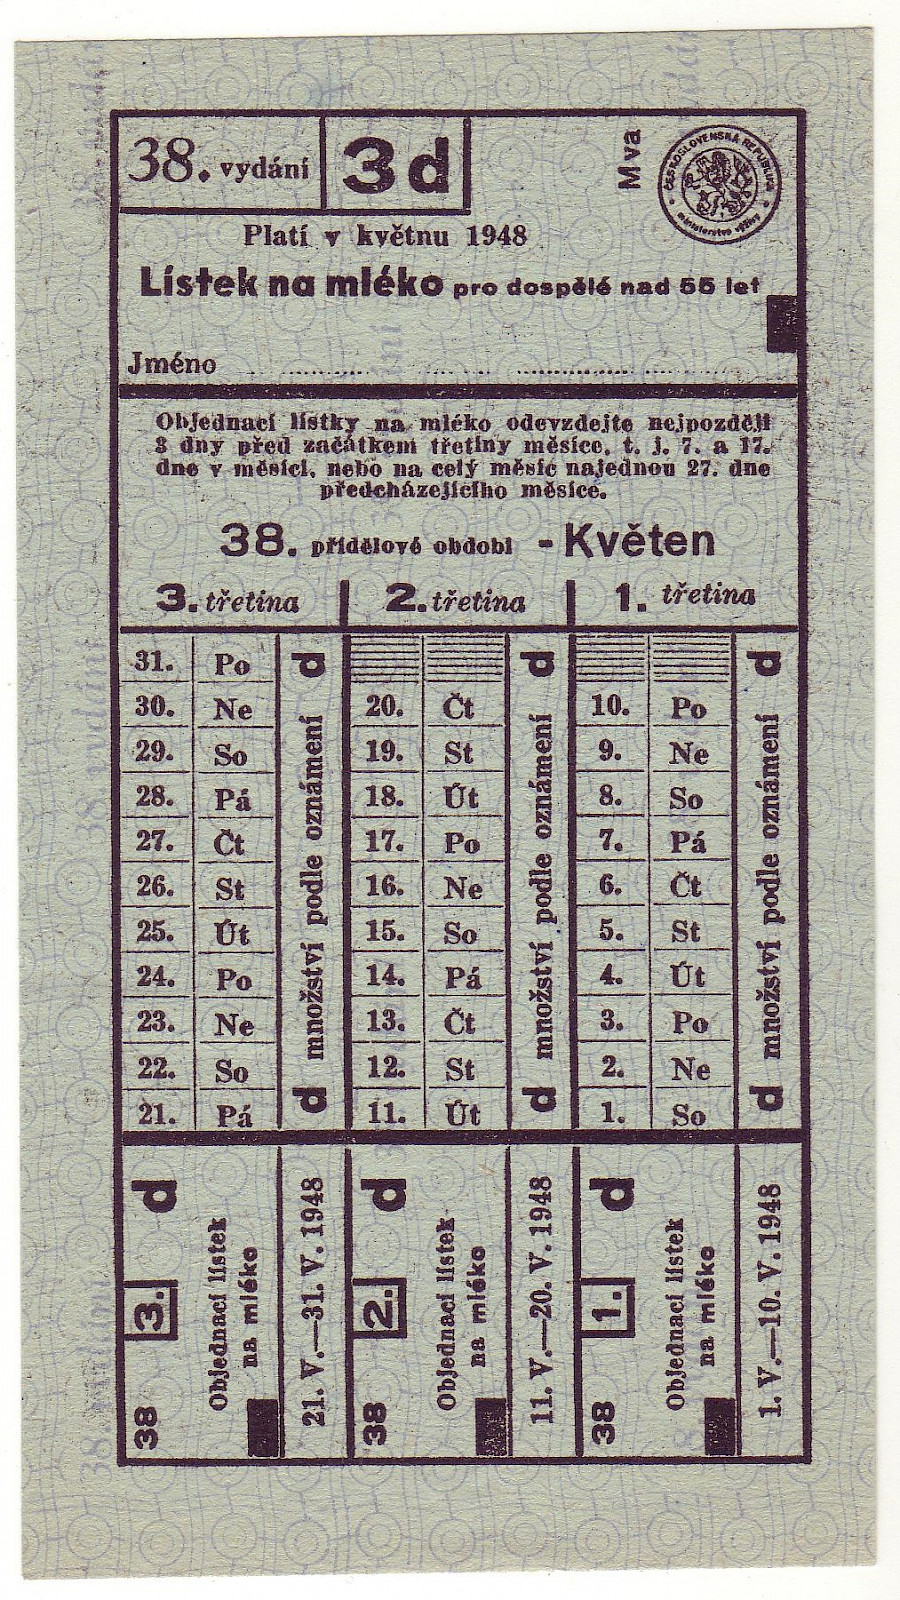 38. vydání
3d
Mva
ČESKOSLOVENSKÁ REPUBLIKA
ministerstvo výživy
Platí v květnu 1948
Lístek na mléko pro dospělé nad 55 let
Jméno
Objednací lístky na mléko odevzdejte nejpozději
3 dny před začátkem třetiny měsíce, t. j. 7. a 17.
dne v měsíci, nebo na celý měsíc najednou 27. dne
předcházejícího měsíce.
38. přídělové období - Květen
3. třetina
2. třetina
1. třetina
31. Po
30. Ne 20. Čt 10. Po
29. So 19. St 9. Ne
28. Pá 18. Út 8. So
27. Čt 17. Po 7. Pá
26. St 16. Ne 6. Čt
25. Út 15. So 5. St
24. Po 14. Pá 4. Út
23. Ne 13. Čt 3. Po
22. So 12. St 2. Ne
21. Pá 11. Út 1. So
d množství podle oznámení d
d množství podle oznámení d
d množství podle oznámení d
38 3. d
Objednací lístek
na mléko
21. V.—31. V. 1948
38 2. d
Objednací lístek
na mléko
11. V.—20. V. 1948
38 1. d
Objednací lístek
na mléko
1. V.—10. V. 1948